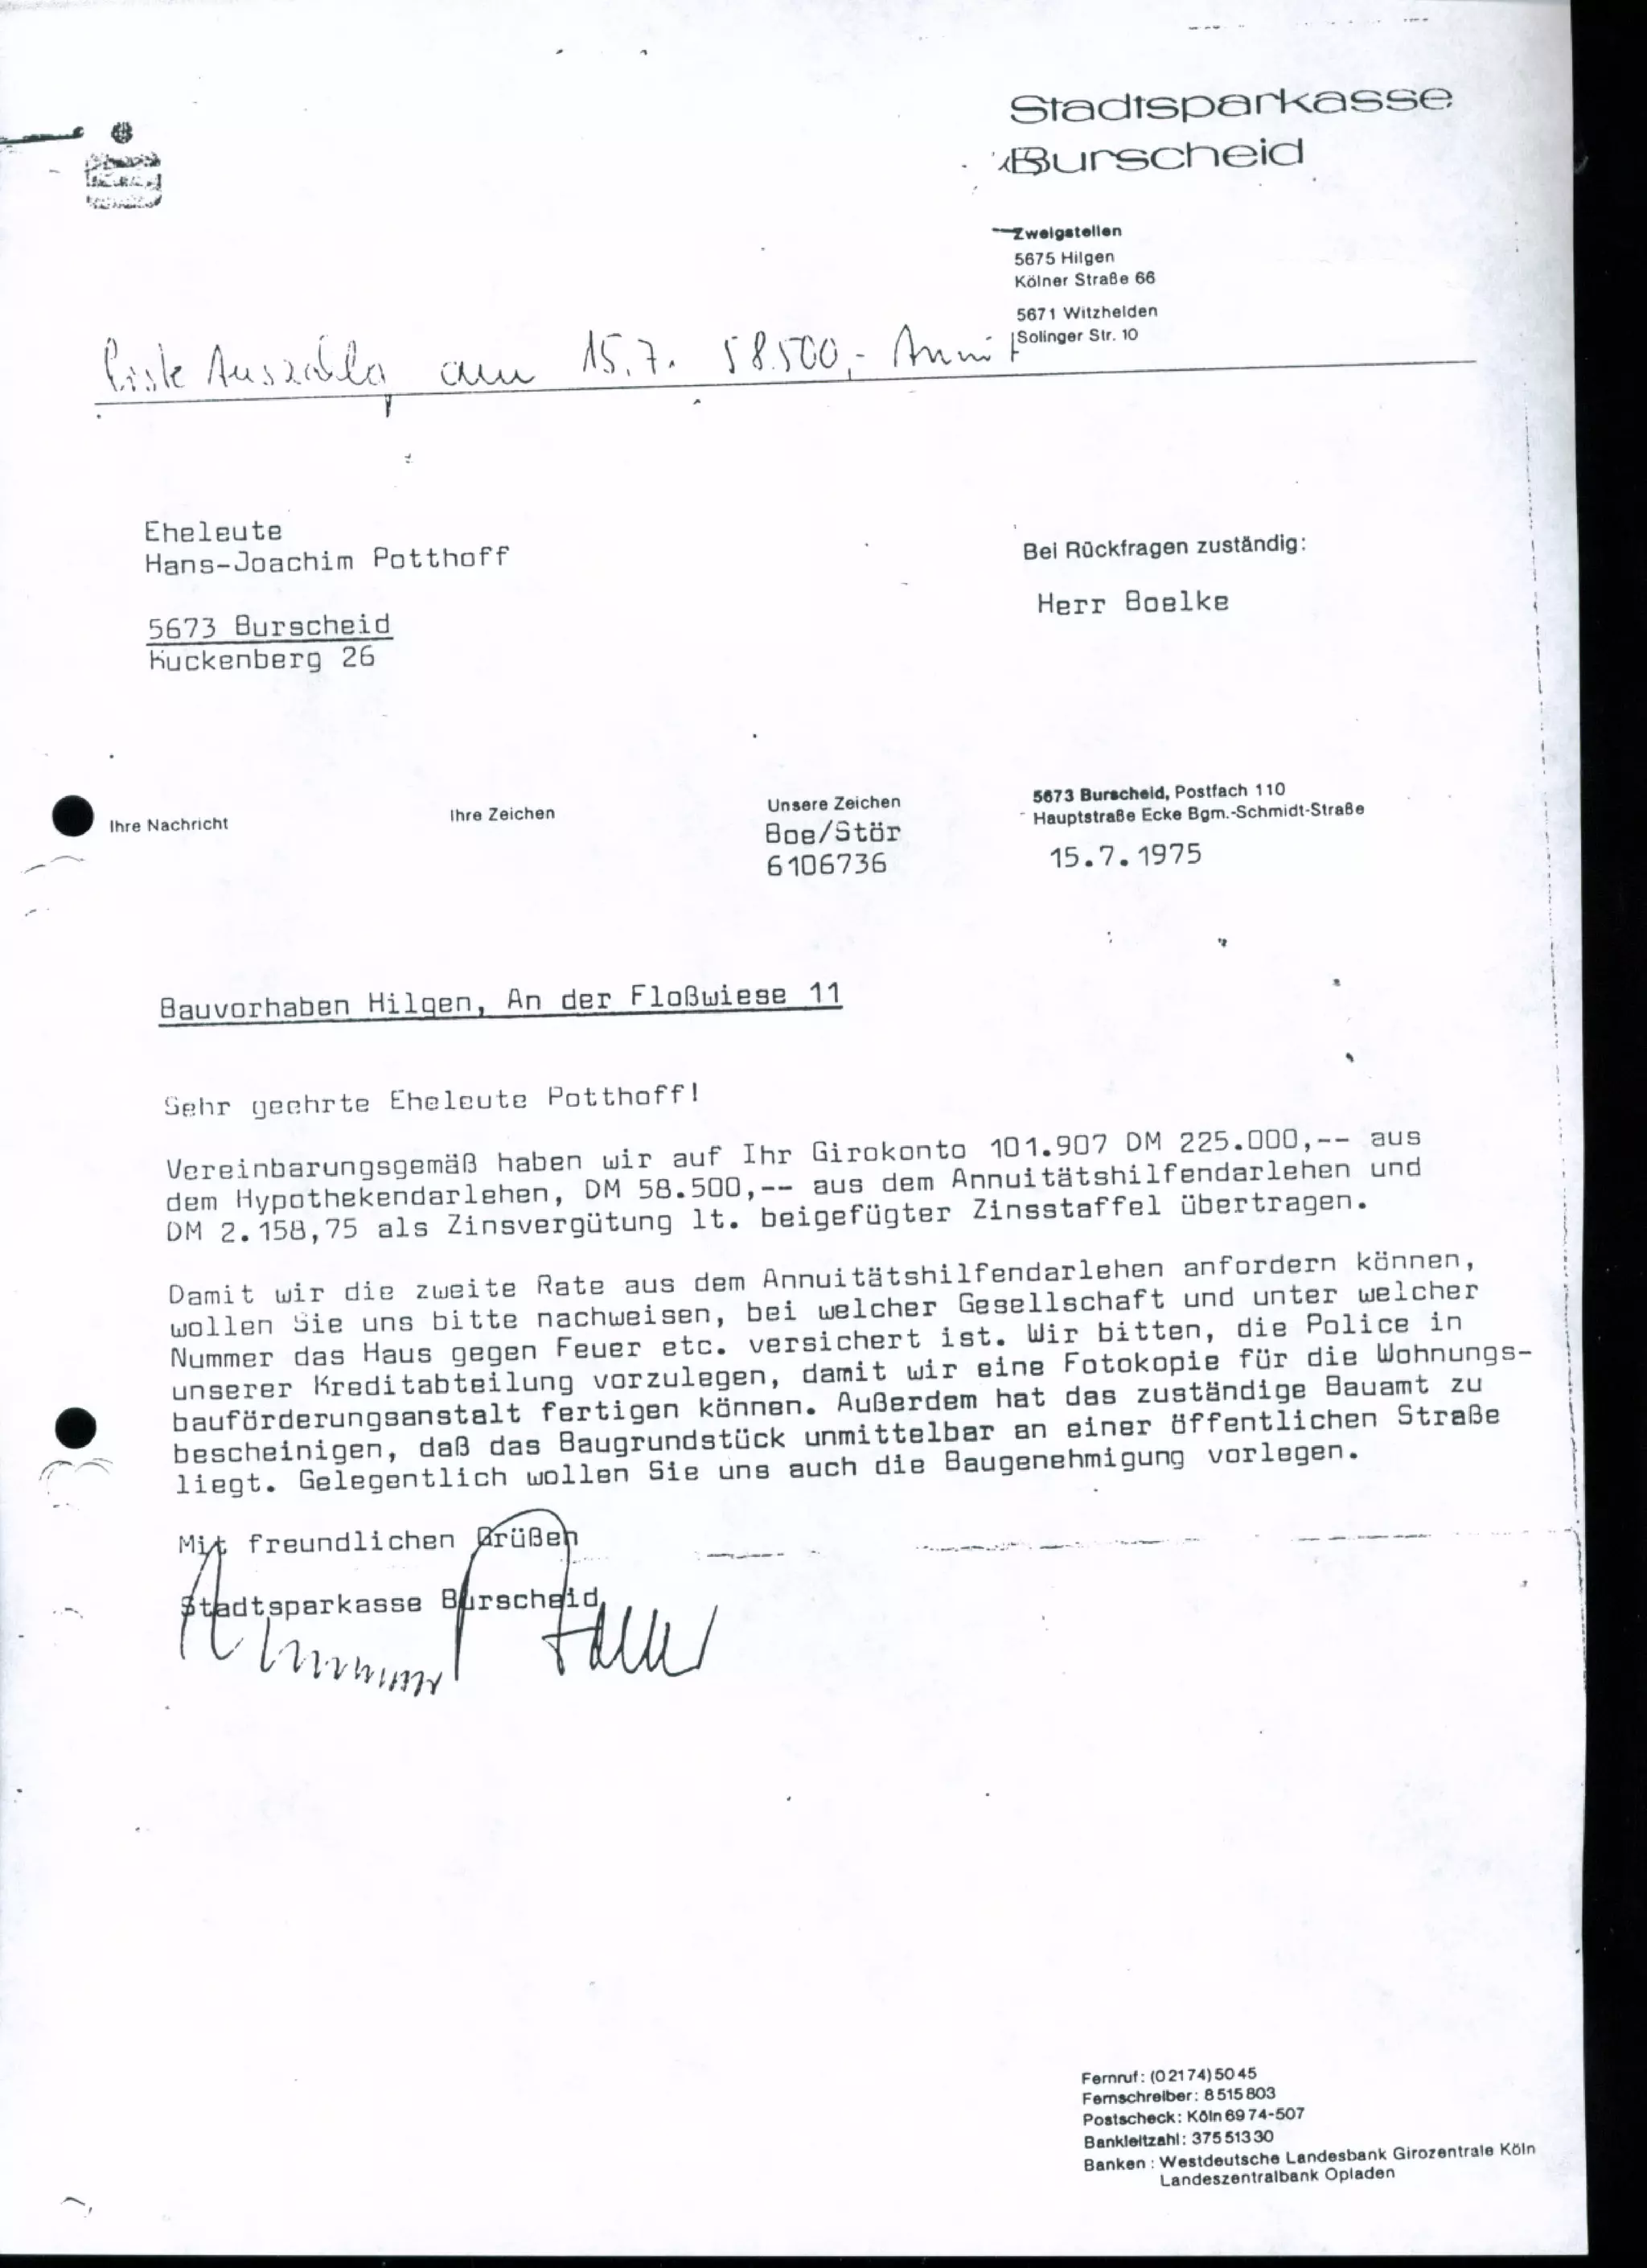 Stadtsparkasse
Burscheid
Zweigstellen
5675 Hilgen
Kölner Straße 66
5671 Witzhelden
Solinger Str. 10
am 15.7. 58.500,-
Eheleute
Hans-Joachim Potthoff
5673 Burscheid
Kuckenberg 26
Bei Rückfragen zuständig:
Herr Boelke
Ihre Nachricht
Ihre Zeichen
Unsere Zeichen
Boe/Stör
6106736
5673 Burscheid, Postfach 110
Hauptstraße Ecke Bgm.-Schmidt-Straße
15.7.1975
Bauvorhaben Hilgen, An der Floßwiese 11
Sehr geehrte Eheleute Potthoff!
Vereinbarungsgemäß haben wir auf Ihr Girokonto 101.907 DM 225.000,-- aus
dem Hypothekendarlehen, DM 58.500,-- aus dem Annuitätshilfendarlehen und
DM 2.158,75 als Zinsvergütung lt. beigefügter Zinsstaffel übertragen.
Damit wir die zweite Rate aus dem Annuitätshilfendarlehen anfordern können,
wollen Sie uns bitte nachweisen, bei welcher Gesellschaft und unter welcher
Nummer das Haus gegen Feuer etc. versichert ist. Wir bitten, die Police in
unserer Kreditabteilung vorzulegen, damit wir eine Fotokopie für die Wohnungs-
bauförderungsanstalt fertigen können. Außerdem hat das zuständige Bauamt zu
bescheinigen, daß das Baugrundstück unmittelbar an einer öffentlichen Straße
liegt. Gelegentlich wollen Sie uns auch die Baugenehmigung vorlegen.
Mit freundlichen Grüßen
Stadtsparkasse Burscheid
Fernruf: (02174) 5045
Fernschreiber: 8515803
Postscheck: Köln 6974-507
Bankleitzahl: 37551330
Banken: Westdeutsche Landesbank Girozentrale Köln
Landeszentralbank Opladen